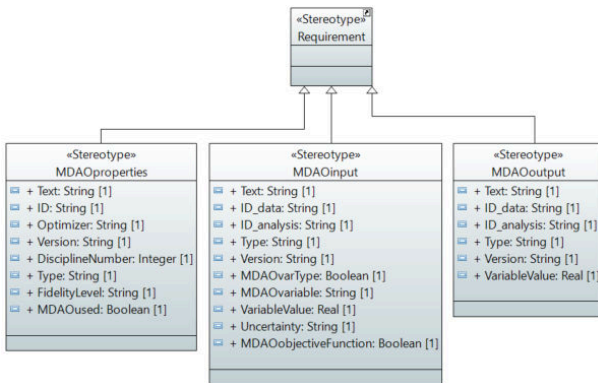 «Stereotype»
Requirement
«Stereotype»
MDAOproperties
+ Text: String [1]
+ ID: String [1]
+ Optimizer: String [1]
+ Version: String [1]
+ DisciplineNumber: Integer [1]
+ Type: String [1]
+ FidelityLevel: String [1]
+ MDAOused: Boolean [1]
«Stereotype»
MDAOinput
+ Text: String [1]
+ ID_data: String [1]
+ ID_analysis: String [1]
+ Type: String [1]
+ Version: String [1]
+ MDAOvarType: Boolean [1]
+ MDAOvariable: String [1]
+ VariableValue: Real [1]
+ Uncertainty: String [1]
+ MDAOobjectiveFunction: Boolean [1]
«Stereotype»
MDAOoutput
+ Text: String [1]
+ ID_data: String [1]
+ ID_analysis: String [1]
+ Type: String [1]
+ Version: String [1]
+ VariableValue: Real [1]